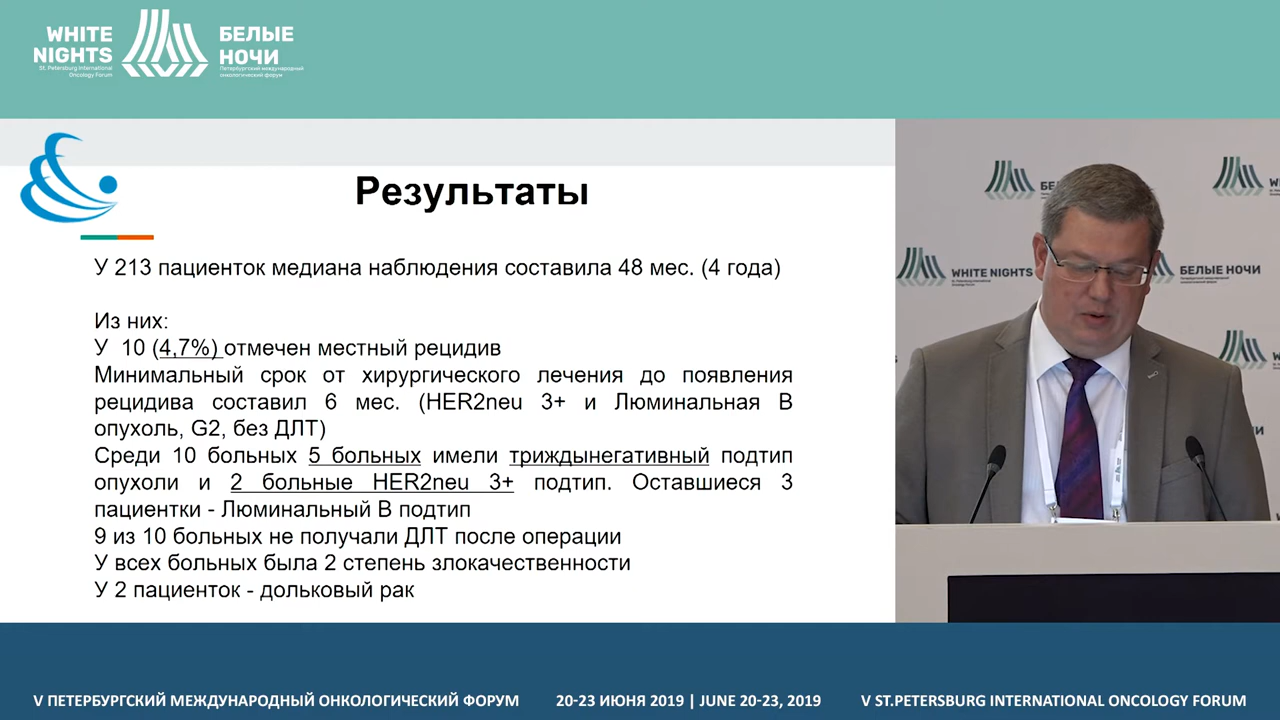 WHITE
NIGHTS
St. Petersburg International
Oncology Forum
БЕЛЫЕ
НОЧИ
Петербургский международный
онкологический форум
Результаты
У 213 пациенток медиана наблюдения составила 48 мес. (4 года)
Из них:
У 10 (4,7%) отмечен местный рецидив
Минимальный срок от хирургического лечения до появления
рецидива составил 6 мес. (HER2neu 3+ и Люминальная В
опухоль, G2, без ДЛТ)
Среди 10 больных 5 больных имели триждынегативный подтип
опухоли и 2 больные HER2neu 3+ подтип. Оставшиеся 3
пациентки - Люминальный В подтип
9 из 10 больных не получали ДЛТ после операции
У всех больных была 2 степень злокачественности
У 2 пациенток - дольковый рак
WHITE NIGHTS
БЕЛЫЕ НОЧИ
V ПЕТЕРБУРГСКИЙ МЕЖДУНАРОДНЫЙ ОНКОЛОГИЧЕСКИЙ ФОРУМ
20-23 ИЮНЯ 2019 | JUNE 20-23, 2019
V ST.PETERSBURG INTERNATIONAL ONCOLOGY FORUM